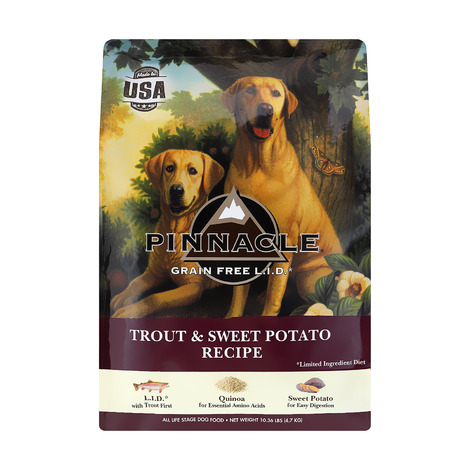 Made In
USA
PINNACLE
GRAIN FREE L.I.D.*
TROUT & SWEET POTATO
RECIPE
*Limited Ingredient Diet
L.I.D.*
with Trout First
Quinoa
for Essential Amino Acids
Sweet Potato
for Easy Digestion
ALL LIFE STAGE DOG FOOD • NET WEIGHT 10.36 LBS (4.7 KG)